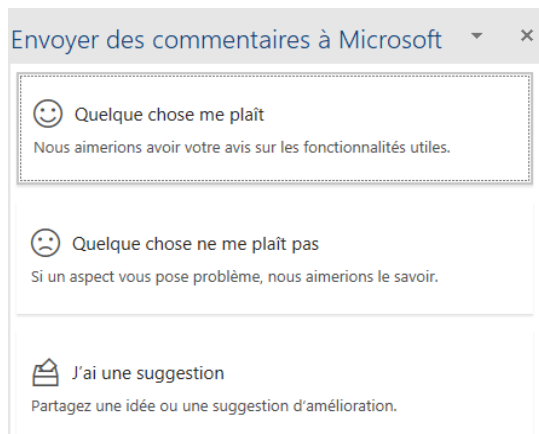 Envoyer des commentaires à Microsoft
Quelque chose me plaît
Nous aimerions avoir votre avis sur les fonctionnalités utiles.
Quelque chose ne me plaît pas
Si un aspect vous pose problème, nous aimerions le savoir.
J'ai une suggestion
Partagez une idée ou une suggestion d'amélioration.